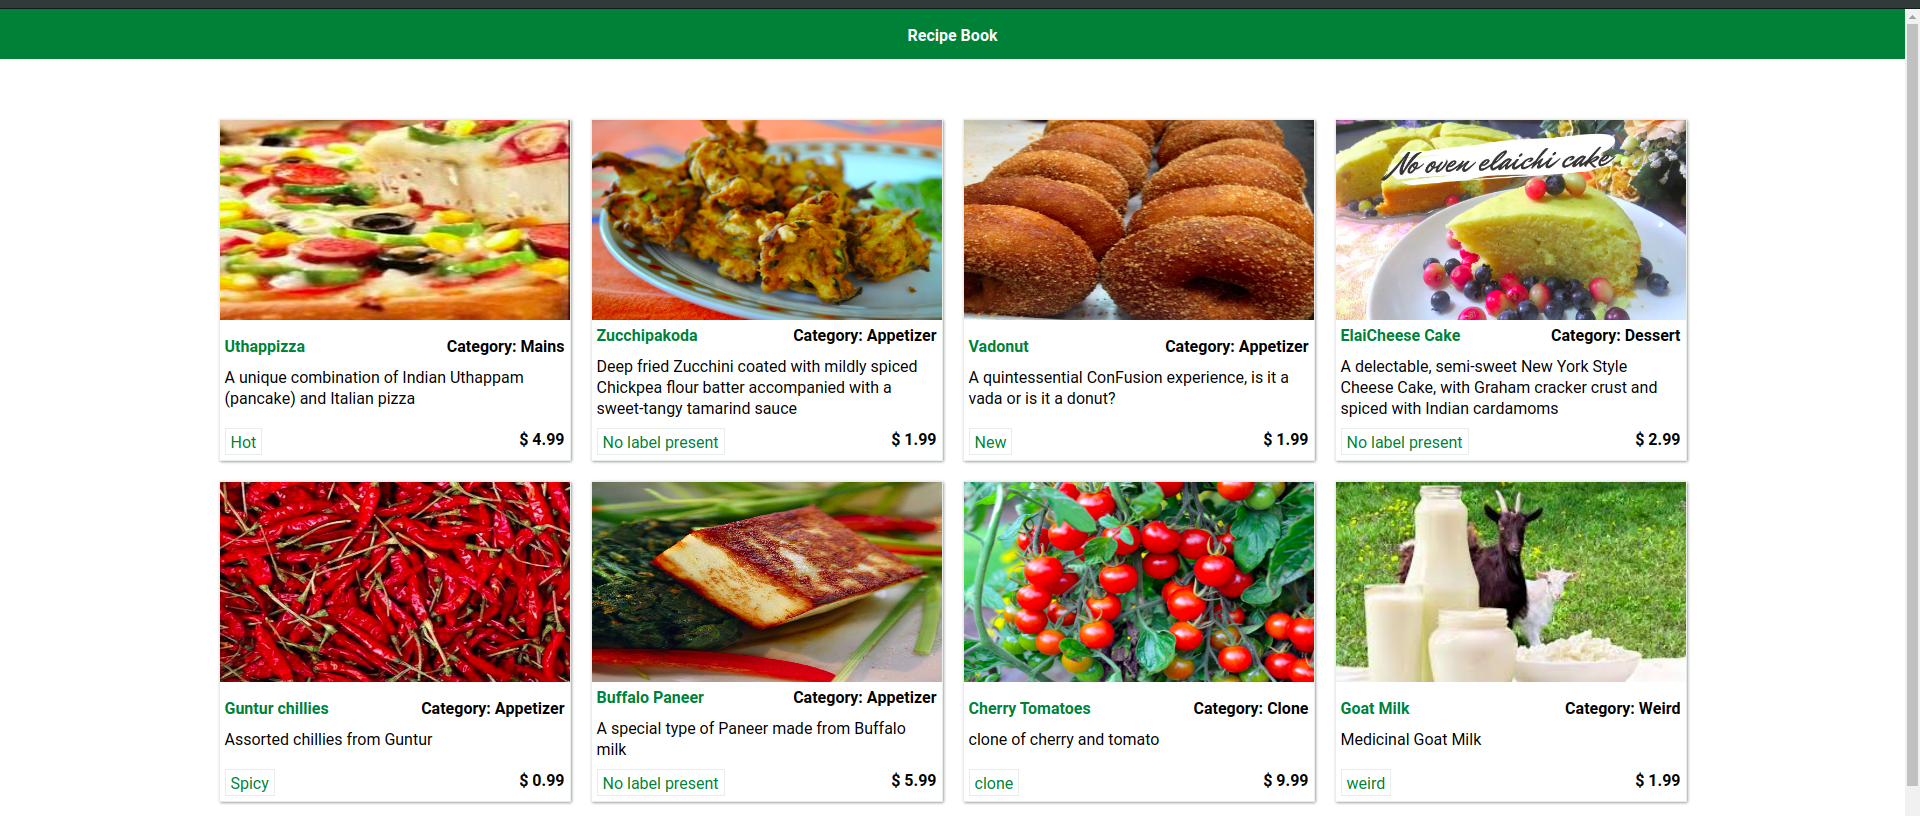 Recipe Book
No oven elaichi cake
Uthappizza Category: Mains
A unique combination of Indian Uthappam
(pancake) and Italian pizza
Hot $ 4.99
Zucchipakoda Category: Appetizer
Deep fried Zucchini coated with mildly spiced
Chickpea flour batter accompanied with a
sweet-tangy tamarind sauce
No label present $ 1.99
Vadonut Category: Appetizer
A quintessential ConFusion experience, is it a
vada or is it a donut?
New $ 1.99
ElaiCheese Cake Category: Dessert
A delectable, semi-sweet New York Style
Cheese Cake, with Graham cracker crust and
spiced with Indian cardamoms
No label present $ 2.99
Guntur chillies Category: Appetizer
Assorted chillies from Guntur
Spicy $ 0.99
Buffalo Paneer Category: Appetizer
A special type of Paneer made from Buffalo
milk
No label present $ 5.99
Cherry Tomatoes Category: Clone
clone of cherry and tomato
clone $ 9.99
Goat Milk Category: Weird
Medicinal Goat Milk
weird $ 1.99